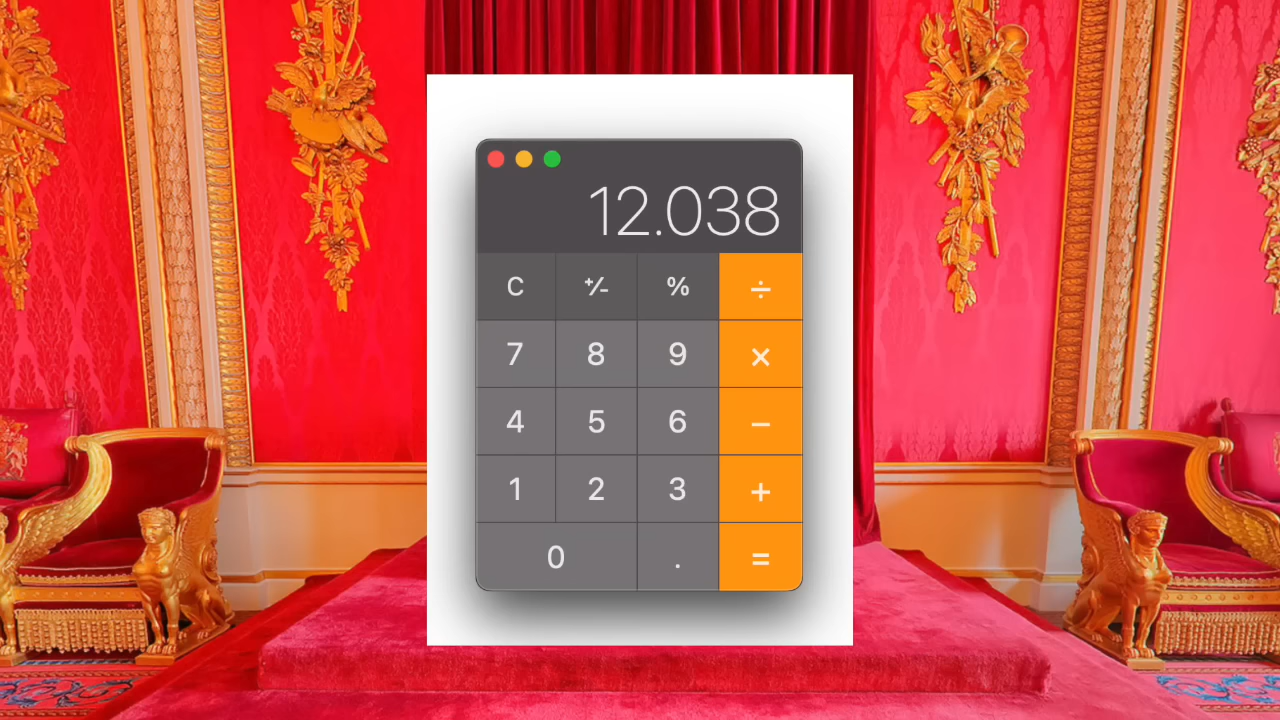 12.038
C +/- % ÷
7 8 9 ×
4 5 6 −
1 2 3 +
0 . =